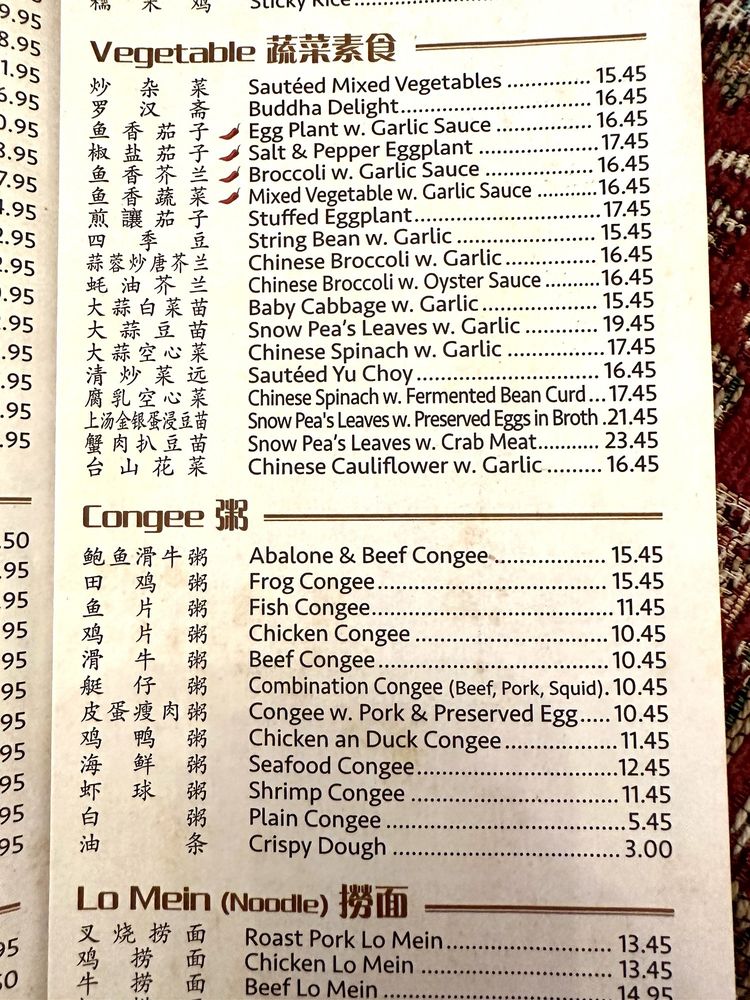 糯 米 鸡 Sticky Rice
Vegetable 蔬菜素食
炒 杂 菜 Sautéed Mixed Vegetables .............. 15.45
罗 汉 斋 Buddha Delight................................ 16.45
鱼 香 茄 子 Egg Plant w. Garlic Sauce ................ 16.45
椒 盐 茄 子 Salt & Pepper Eggplant ................... 17.45
鱼 香 芥 兰 Broccoli w. Garlic Sauce ................. 16.45
鱼 香 蔬 菜 Mixed Vegetable w. Garlic Sauce ..........16.45
煎 讓 茄 子 Stuffed Eggplant............................... 17.45
四 季 豆 String Bean w. Garlic ...................... 15.45
蒜蓉炒唐芥兰 Chinese Broccoli w. Garlic ............... 16.45
蚝 油 芥 兰 Chinese Broccoli w. Oyster Sauce .........16.45
大蒜白菜苗 Baby Cabbage w. Garlic................... 15.45
大 蒜 豆 苗 Snow Pea's Leaves w. Garlic ............ 19.45
大蒜空心菜 Chinese Spinach w. Garlic ............... 17.45
清 炒 菜 远 Sautéed Yu Choy............................. 16.45
腐乳空心菜 Chinese Spinach w. Fermented Bean Curd ... 17.45
上汤金银蛋浸豆苗 Snow Pea's Leaves w. Preserved Eggs in Broth .21.45
蟹肉扒豆苗 Snow Pea's Leaves w. Crab Meat........... 23.45
台 山 花 菜 Chinese Cauliflower w. Garlic ......... 16.45
Congee 粥
鲍鱼滑牛粥 Abalone & Beef Congee .................. 15.45
田 鸡 粥 Frog Congee..................................... 15.45
鱼 片 粥 Fish Congee...................................... 11.45
鸡 片 粥 Chicken Congee ............................... 10.45
滑 牛 粥 Beef Congee..................................... 10.45
艇 仔 粥 Combination Congee (Beef, Pork, Squid). 10.45
皮蛋瘦肉粥 Congee w. Pork & Preserved Egg..... 10.45
鸡 鸭 粥 Chicken an Duck Congee.................. 11.45
海 鲜 粥 Seafood Congee................................ 12.45
虾 球 粥 Shrimp Congee ................................ 11.45
白 粥 Plain Congee ..................................... 5.45
油 条 Crispy Dough .................................... 3.00
Lo Mein (Noodle) 撈面
叉 烧 撈 面 Roast Pork Lo Mein......................... 13.45
鸡 撈 面 Chicken Lo Mein ............................. 13.45
牛 撈 面 Beef Lo Mein................................... 14.95